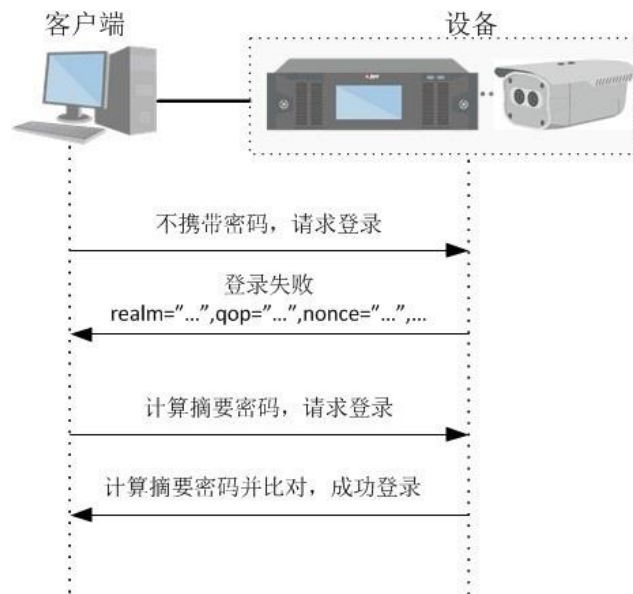 客户端
设备
不携带密码，请求登录
登录失败
realm="...",qop="...",nonce="...",...
计算摘要密码，请求登录
计算摘要密码并比对，成功登录